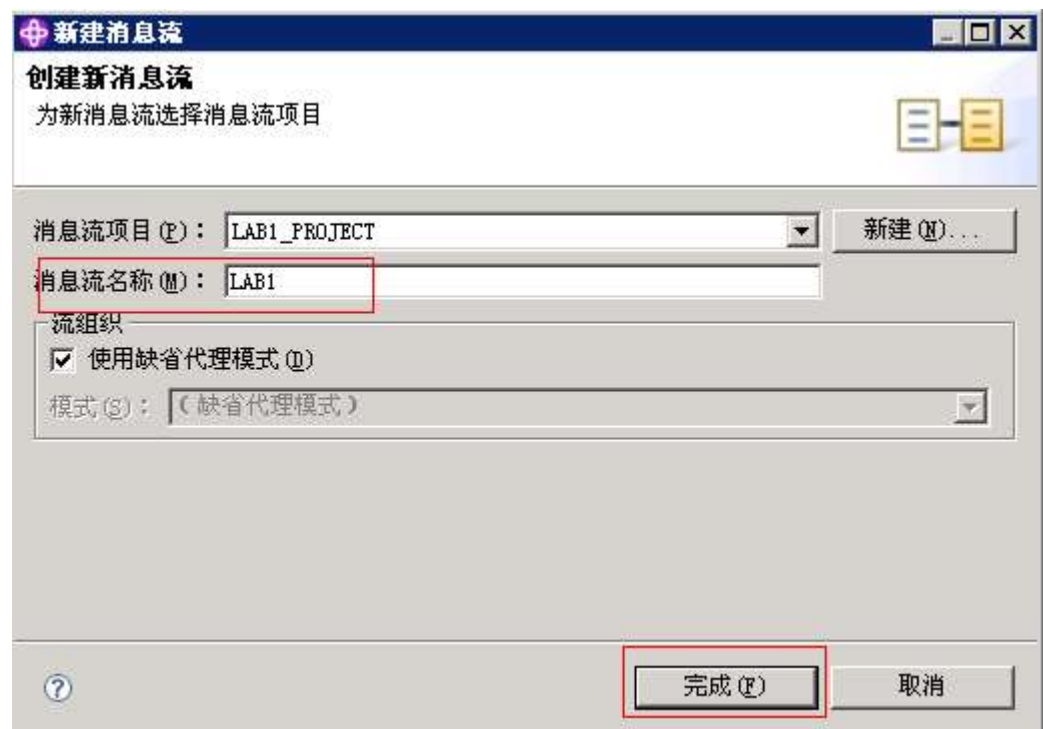 新建消息流
创建新消息流
为新消息流选择消息流项目
消息流项目(P)： LAB1_PROJECT 新建(N)...
消息流名称(M)： LAB1
流组织
使用缺省代理模式(D)
模式(S)： (缺省代理模式)
完成(F) 取消